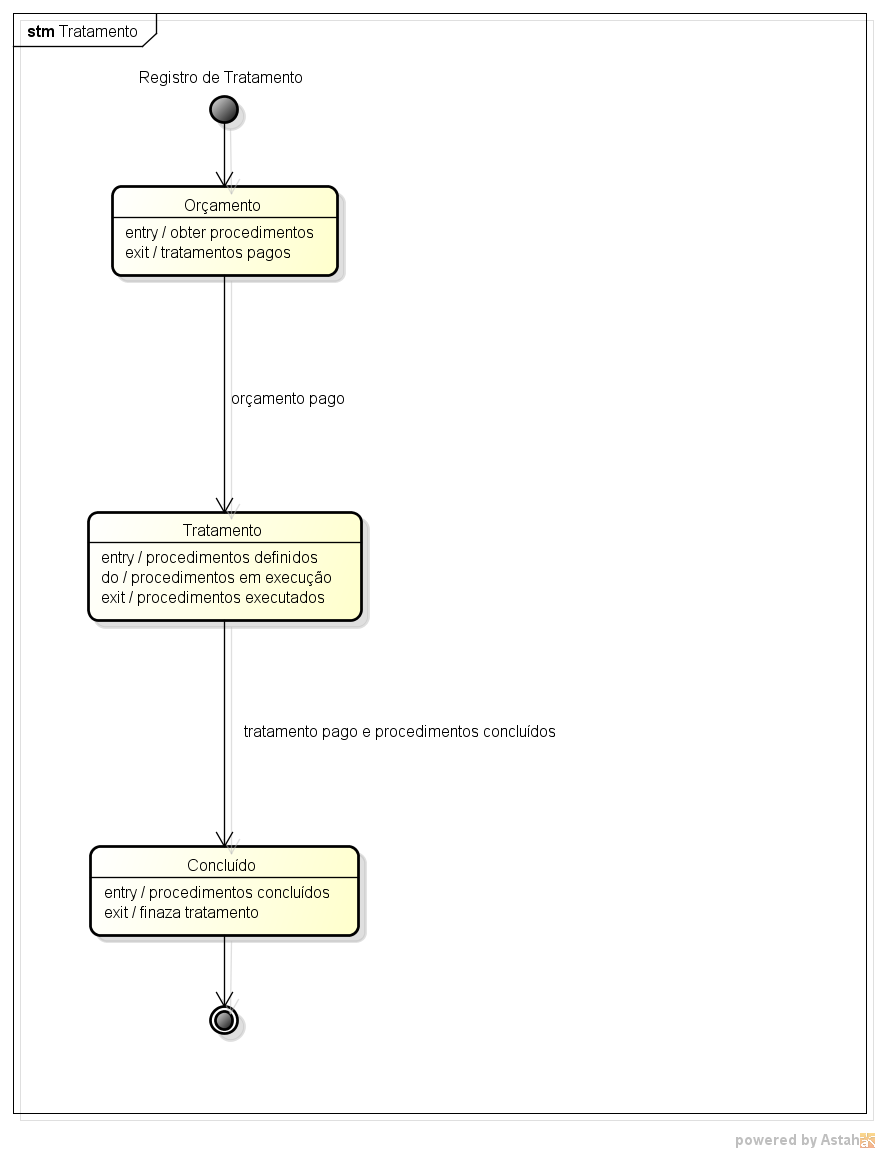 stm Tratamento
Registro de Tratamento
Orçamento
entry / obter procedimentos
exit / tratamentos pagos
orçamento pago
Tratamento
entry / procedimentos definidos
do / procedimentos em execução
exit / procedimentos executados
tratamento pago e procedimentos concluídos
Concluído
entry / procedimentos concluídos
exit / finaza tratamento
powered by Astah